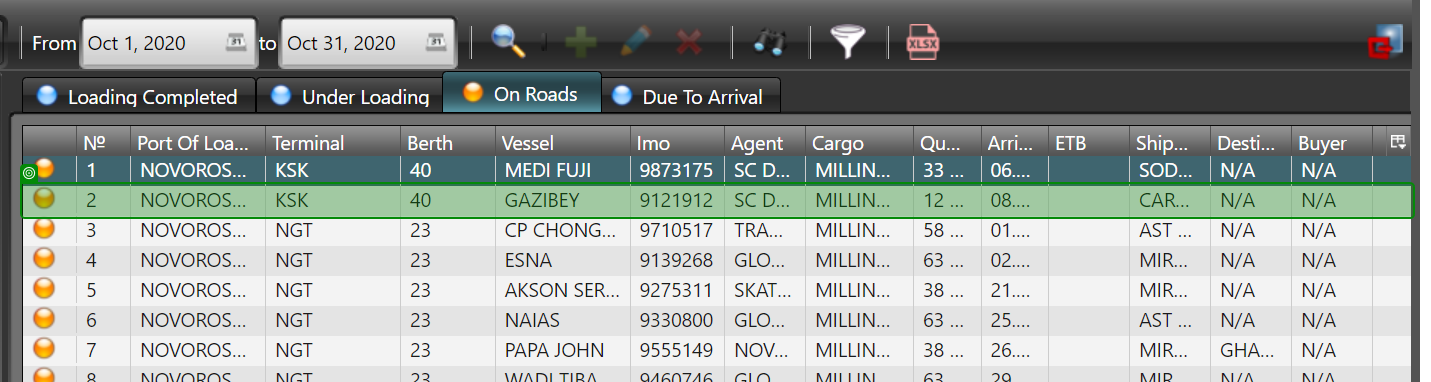 From Oct 1, 2020 31 to Oct 31, 2020 31 XLSX
Loading Completed Under Loading On Roads Due To Arrival
Nº Port Of Loa... Terminal Berth Vessel Imo Agent Cargo Qu... Arri... ETB Ship... Desti... Buyer
1 NOVOROS... KSK 40 MEDI FUJI 9873175 SC D... MILLIN... 33 ... 06.... SOD... N/A N/A
2 NOVOROS... KSK 40 GAZIBEY 9121912 SC D... MILLIN... 12 ... 08.... CAR... N/A N/A
3 NOVOROS... NGT 23 CP CHONG... 9710517 TRA... MILLIN... 58 ... 01.... AST ... N/A N/A
4 NOVOROS... NGT 23 ESNA 9139268 GLO... MILLIN... 63 ... 02.... MIR... N/A N/A
5 NOVOROS... NGT 23 AKSON SER... 9275311 SKAT... MILLIN... 38 ... 21.... MIR... N/A N/A
6 NOVOROS... NGT 23 NAIAS 9330800 GLO... MILLIN... 63 ... 25.... AST ... N/A N/A
7 NOVOROS... NGT 23 PAPA JOHN 9555149 NOV... MILLIN... 38 ... 26.... MIR... GHA... N/A
8 NOVOROS... NGT 23 WADI TIBA 9460746 GLO... MILLIN... 63 ... 29.... MIR... N/A N/A